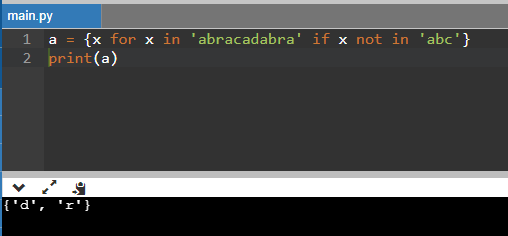 main.py
1 a = {x for x in 'abracadabra' if x not in 'abc'}
2 print(a)
{'d', 'r'}